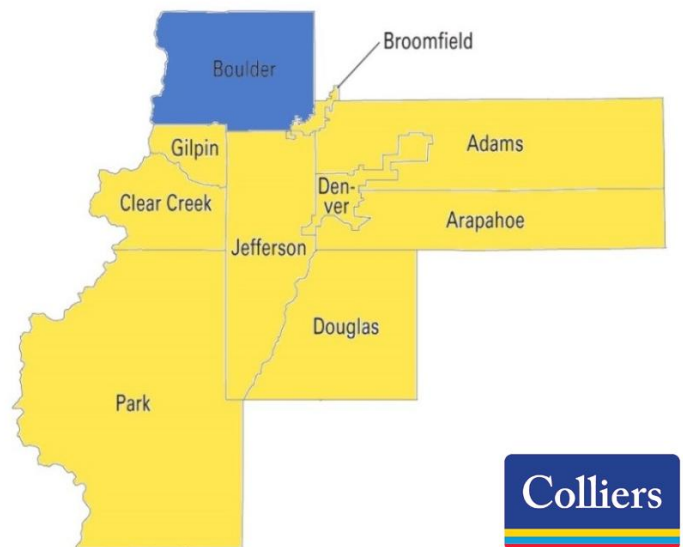 Boulder
Broomfield
Gilpin
Adams
Clear Creek
Den-
ver
Arapahoe
Jefferson
Douglas
Park
Colliers